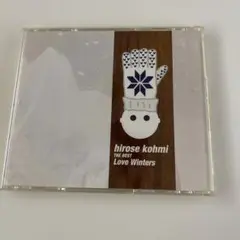 hirose kohmi
THE BEST
Love Winters